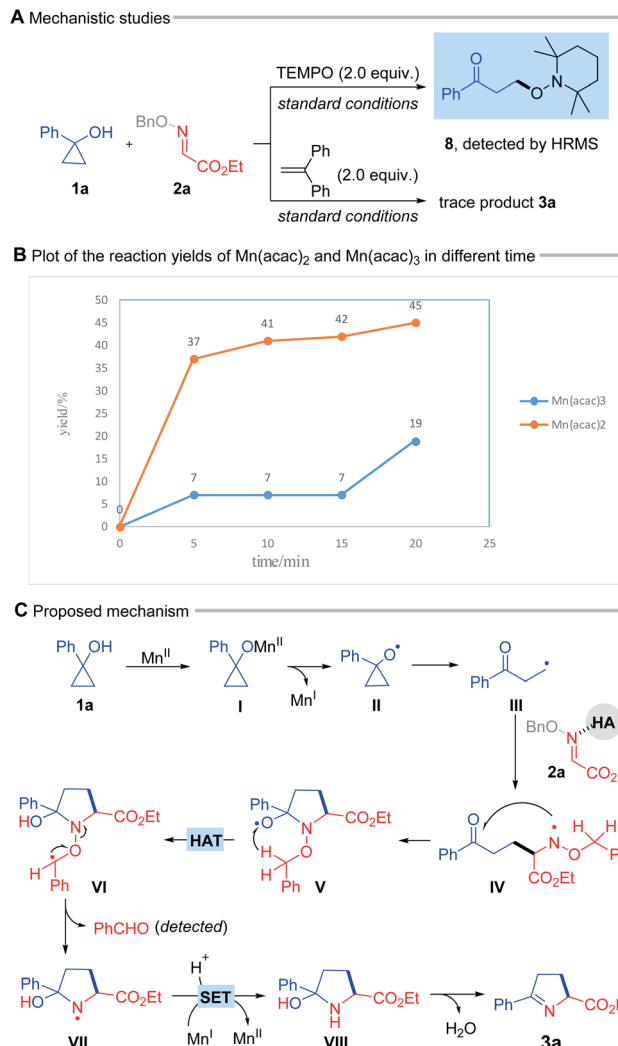 A Mechanistic studies
Ph OH
1a
+
BnO N CO2Et
2a
TEMPO (2.0 equiv.)
standard conditions
Ph (2.0 equiv.)
Ph
standard conditions
O Ph O N
8, detected by HRMS
trace product 3a
B Plot of the reaction yields of Mn(acac)2 and Mn(acac)3 in different time
yield/%
50
45
40
35
30
25
20
15
10
5
0
0 37 41 42 45
7 7 7 19
0 5 10 15 20 25
time/min
Mn(acac)3
Mn(acac)2
C Proposed mechanism
Ph OH
1a
MnII
Ph OMnII
I
MnI
Ph O•
II
O Ph
III
BnO N HA
CO2
2a
O Ph N O H H P
CO2Et
IV
Ph •O N CO2Et
O H H Ph
V
HAT
Ph HO N CO2Et
O H Ph
VI
PhCHO (detected)
Ph HO N CO2Et
VII
H+
SET
MnI MnII
Ph HO N H CO2Et
VIII
H2O
Ph N CO2
3a